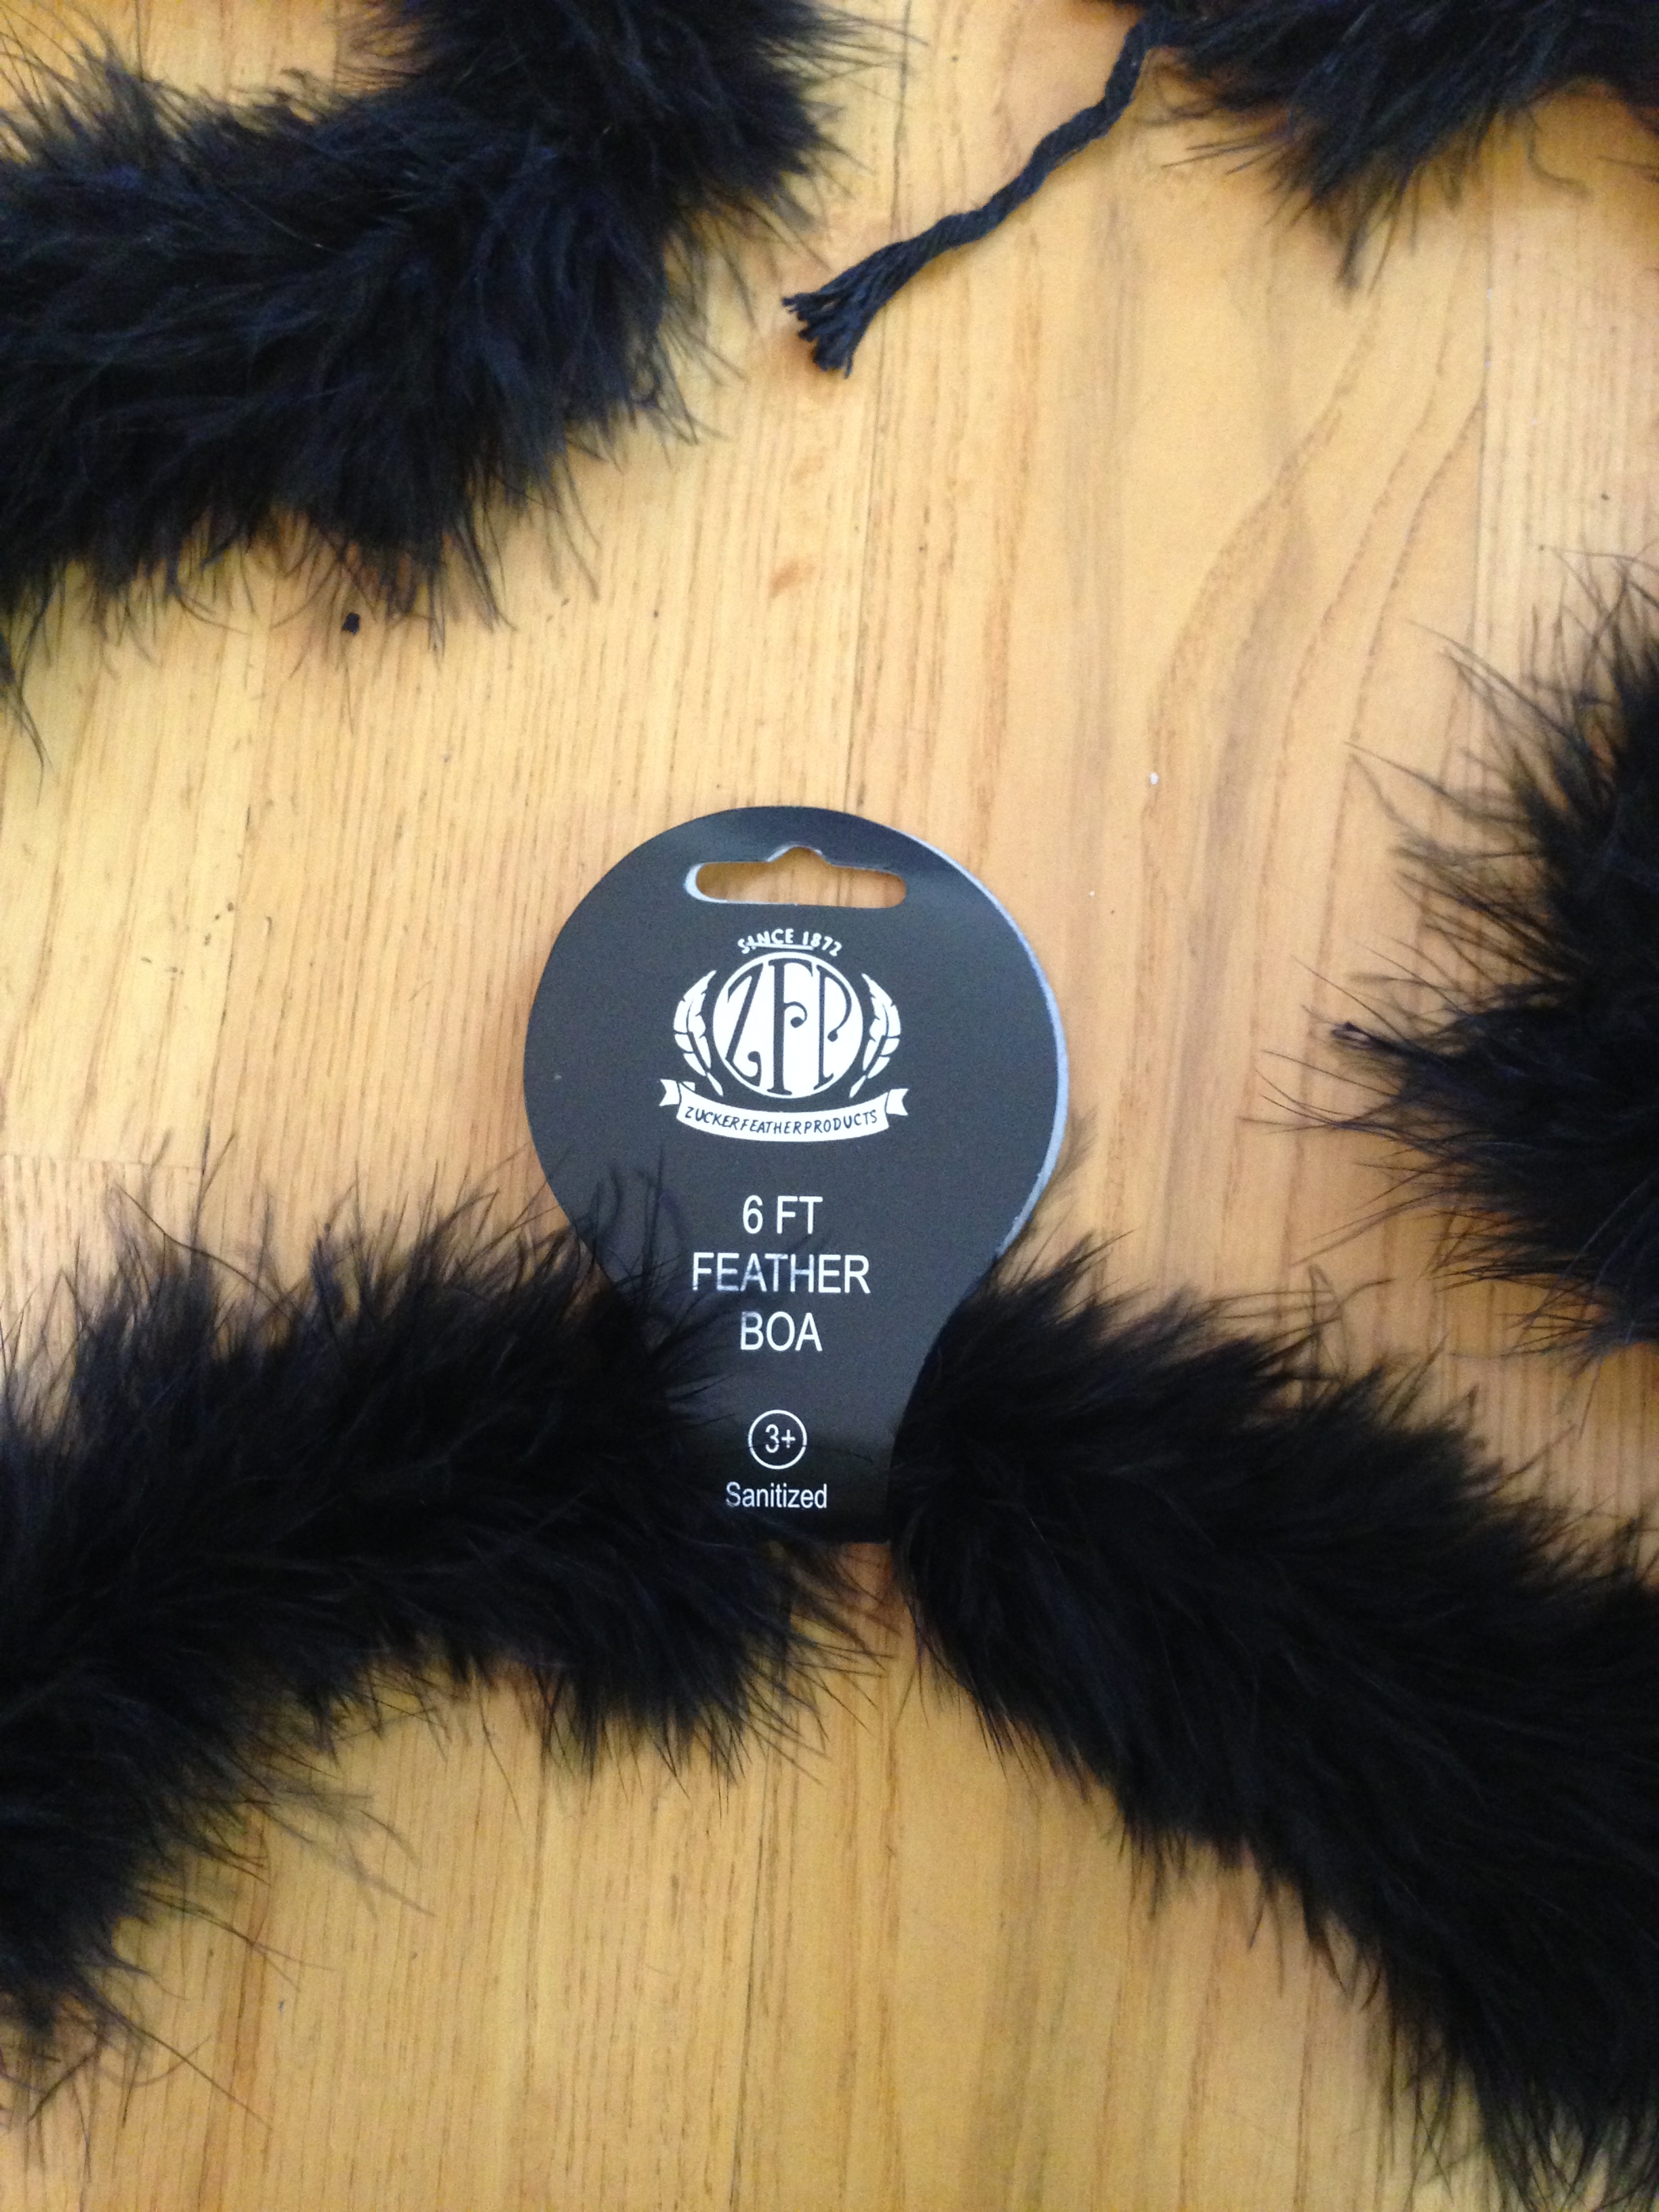 SINCE 1872
ZFP
ZUCKERFEATHERPRODUCTS
6 FT
FEATHER
BOA
3+
Sanitized